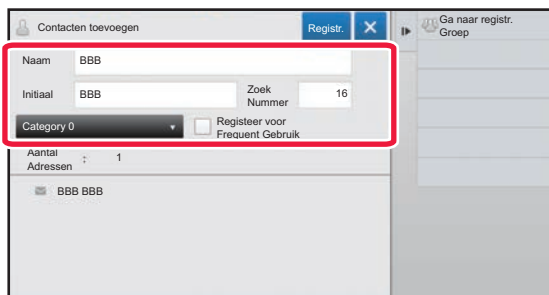 Contacten toevoegen
Registr.
Ga naar registr.
Groep
Naam
BBB
Initiaal
BBB
Zoek
Nummer
16
Category 0
Registeer voor
Frequent Gebruik
Aantal
Adressen
:
1
BBB BBB